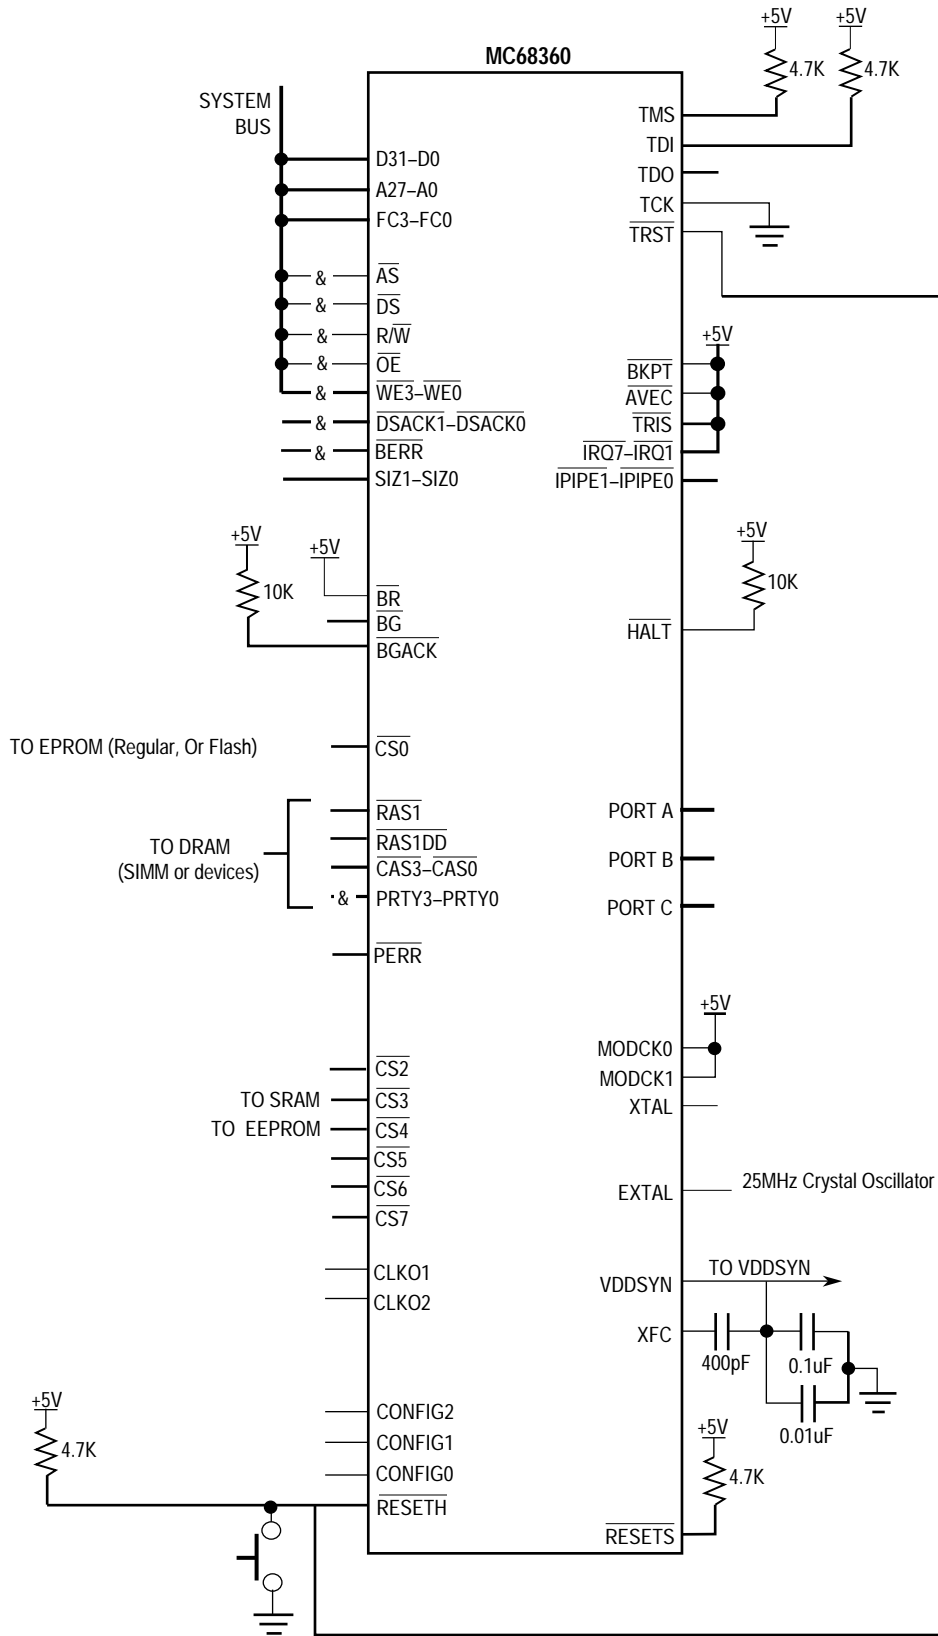 MC68360
SYSTEM
BUS
D31–D0
A27–A0
FC3–FC0
& AS
& DS
& R/W
& OE
& WE3–WE0
& DSACK1–DSACK0
& BERR
SIZ1–SIZ0
+5V
10K
+5V
BR
BG
BGACK
TO EPROM (Regular, Or Flash)
CS0
TO DRAM
(SIMM or devices)
RAS1
RAS1DD
CAS3–CAS0
& PRTY3–PRTY0
PERR
CS2
TO SRAM CS3
TO EEPROM CS4
CS5
CS6
CS7
CLKO1
CLKO2
CONFIG2
CONFIG1
CONFIG0
+5V
4.7K
RESETH
+5V
4.7K
+5V
4.7K
TMS
TDI
TDO
TCK
TRST
+5V
BKPT
AVEC
TRIS
IRQ7–IRQ1
IPIPE1–IPIPE0
+5V
10K
HALT
PORT A
PORT B
PORT C
+5V
MODCK0
MODCK1
XTAL
EXTAL 25MHz Crystal Oscillator
VDDSYN TO VDDSYN
XFC
400pF
0.1uF
0.01uF
+5V
4.7K
RESETS